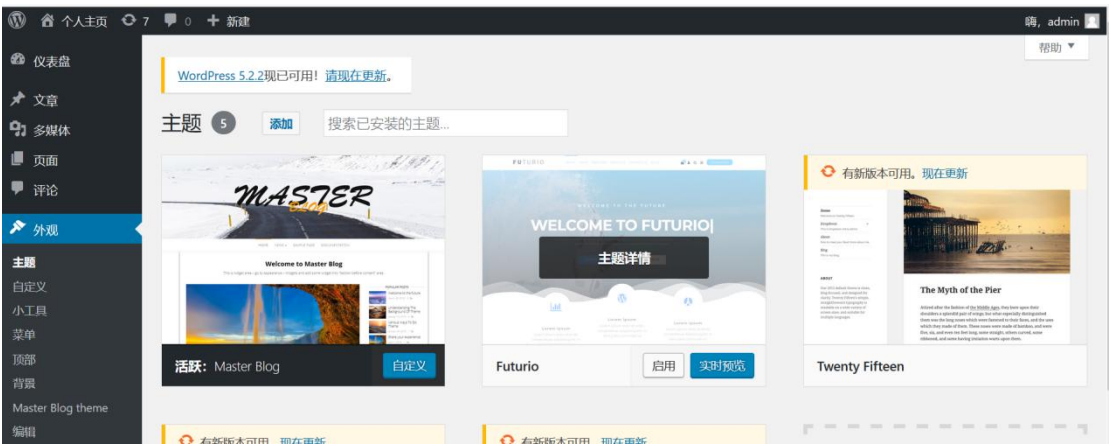 个人主页 7 0 新建 嗨，admin
帮助
仪表盘
文章
多媒体
页面
评论
外观
主题
自定义
小工具
菜单
顶部
背景
Master Blog theme
编辑
WordPress 5.2.2现已可用！请现在更新。
主题 5 添加 搜索已安装的主题...
MASTER
BLOG
Welcome to Master Blog
活跃： Master Blog 自定义
FUTURIO
WELCOME TO THE FUTURE
WELCOME TO FUTURIO|
主题详情
Futurio 启用 实时预览
有新版本可用。现在更新
ABOUT
The Myth of the Pier
Twenty Fifteen
有新版本可用。现在更新
有新版本可用。现在更新